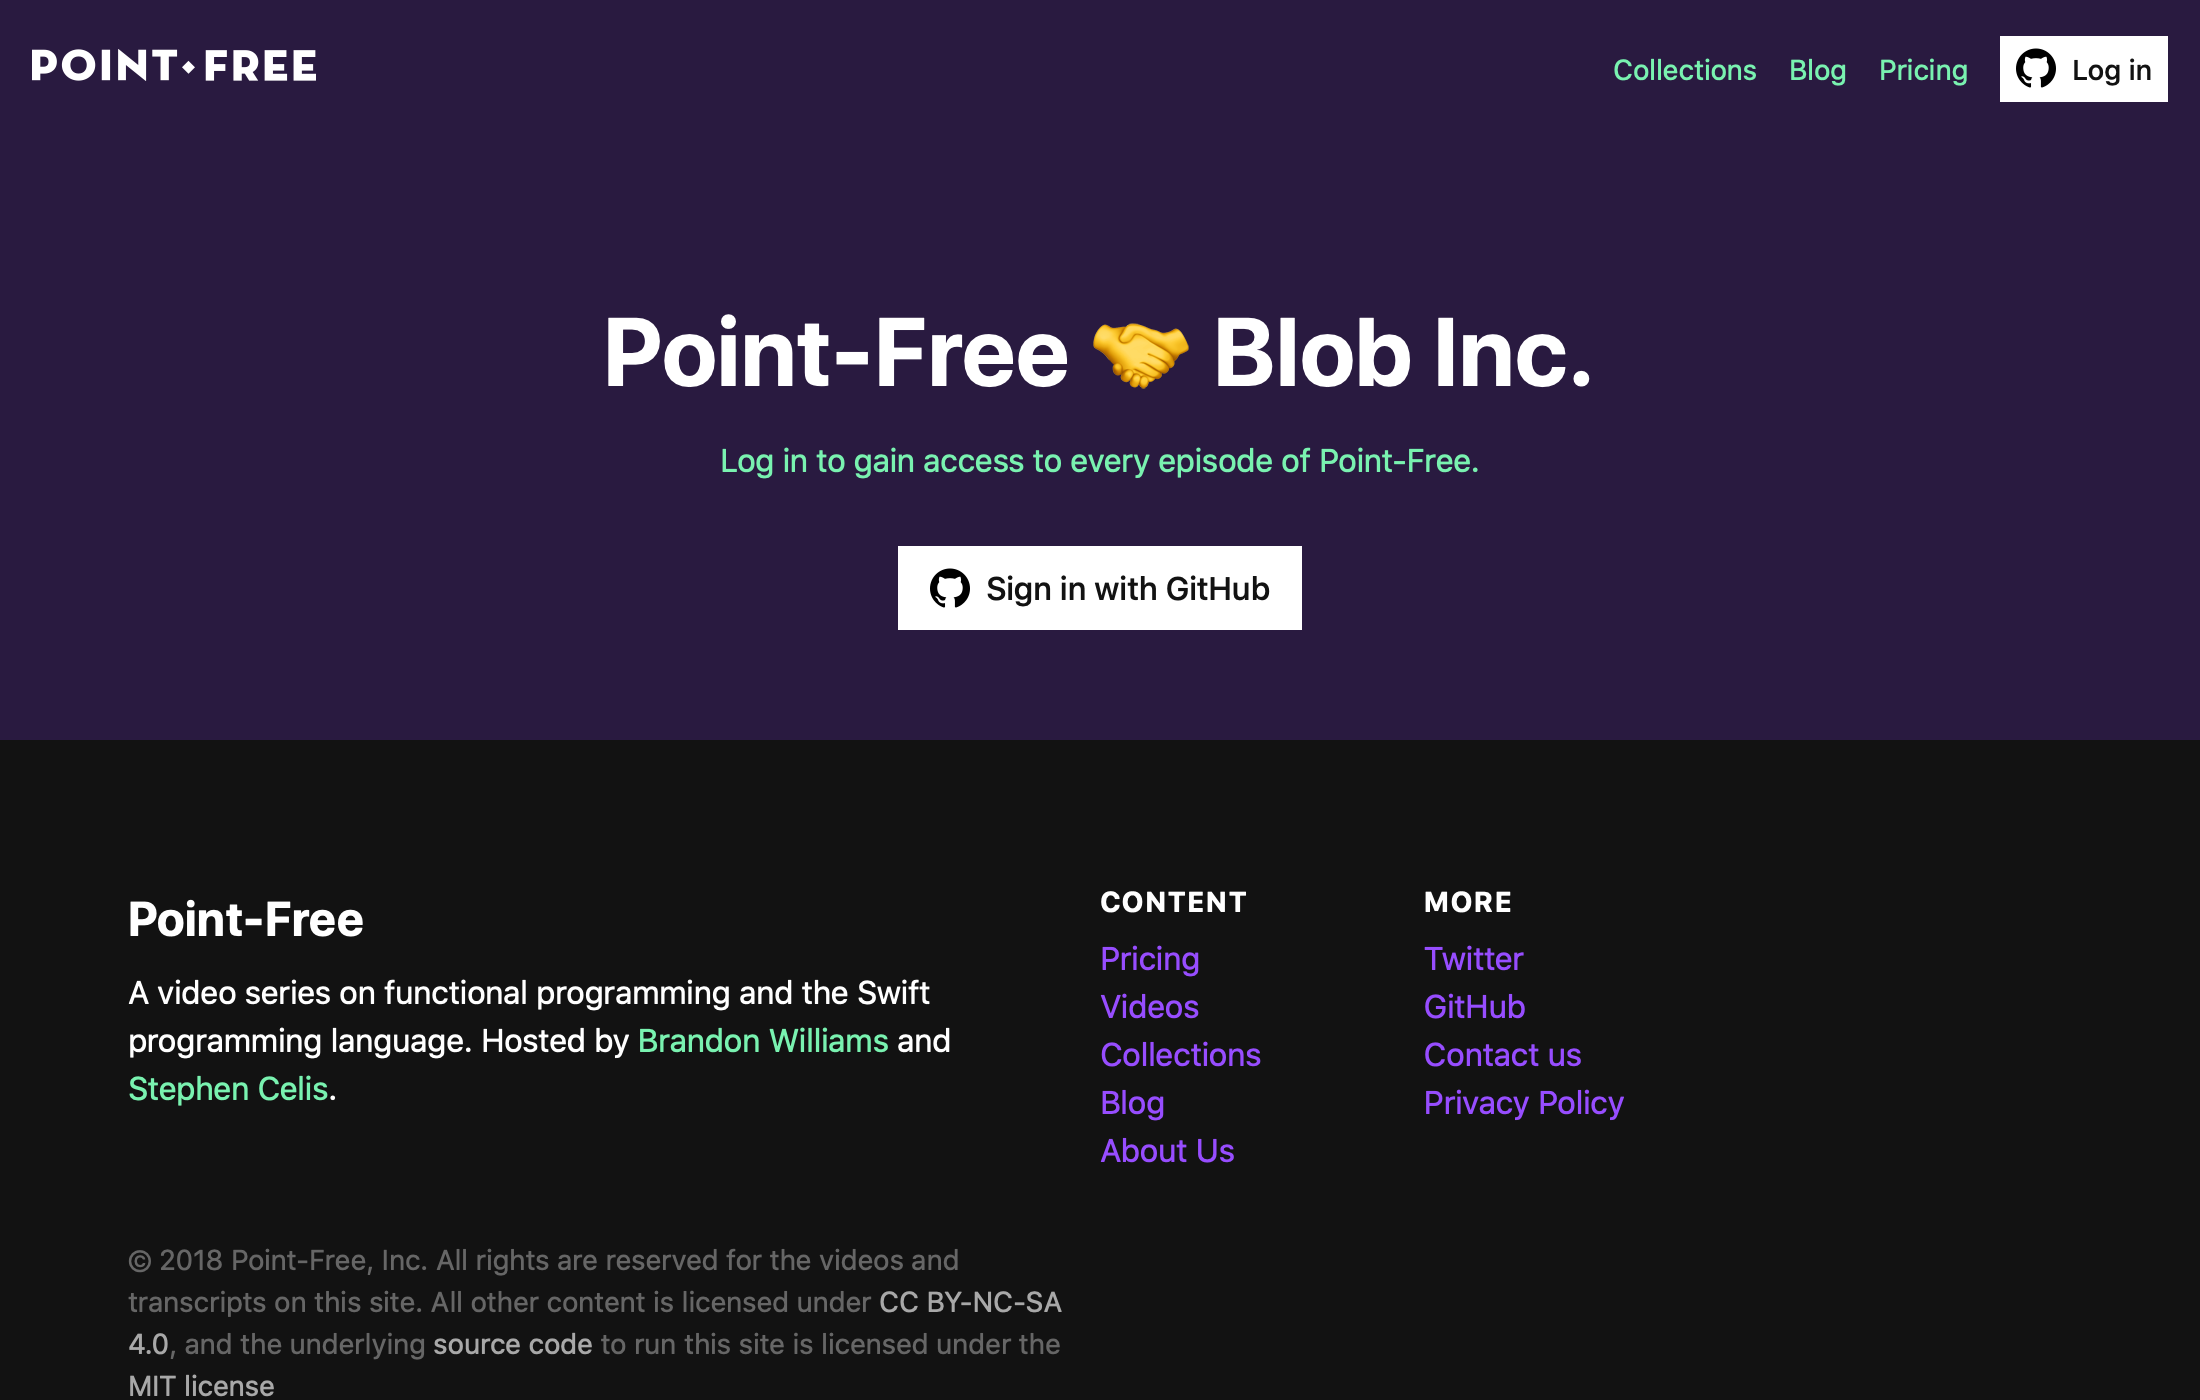 POINT FREE
Collections Blog Pricing Log in
Point-Free 🤝 Blob Inc.
Log in to gain access to every episode of Point-Free.
Sign in with GitHub
Point-Free
A video series on functional programming and the Swift
programming language. Hosted by Brandon Williams and
Stephen Celis.
CONTENT
Pricing
Videos
Collections
Blog
About Us
MORE
Twitter
GitHub
Contact us
Privacy Policy
© 2018 Point-Free, Inc. All rights are reserved for the videos and
transcripts on this site. All other content is licensed under CC BY-NC-SA
4.0, and the underlying source code to run this site is licensed under the
MIT license